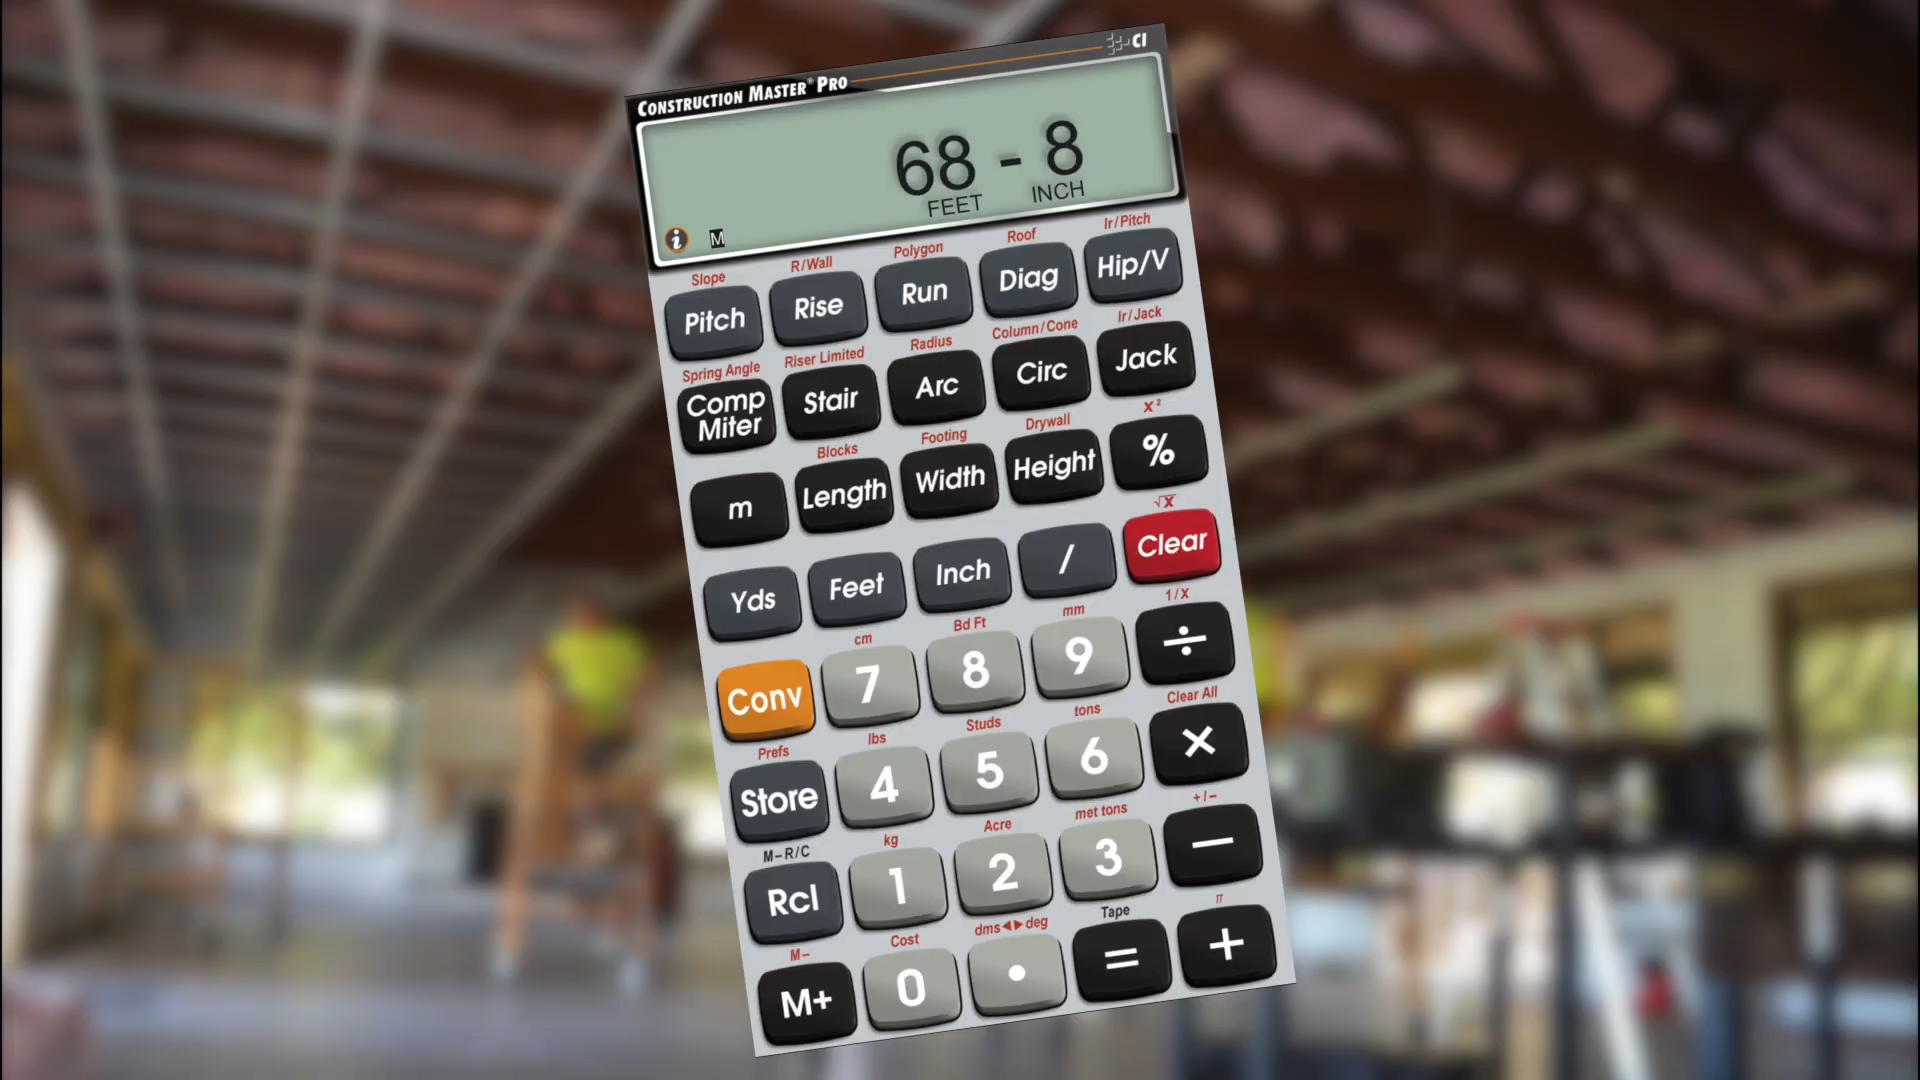 CI
CONSTRUCTION MASTER® PRO
68 - 8
FEET INCH
i M
Slope R/Wall Polygon Roof Ir/Pitch
Pitch Rise Run Diag Hip/V
Spring Angle Riser Limited Radius Column/Cone Ir/Jack
Comp Miter Stair Arc Circ Jack
Blocks Footing Drywall x²
m Length Width Height %
√x
Yds Feet Inch / Clear
cm Bd Ft mm 1/x
Conv 7 8 9 ÷
Prefs lbs Studs tons Clear All
Store 4 5 6 ×
M-R/C kg Acre met tons +/-
Rcl 1 2 3 −
M- Cost dms◀▶deg Tape π
M+ 0 • = +